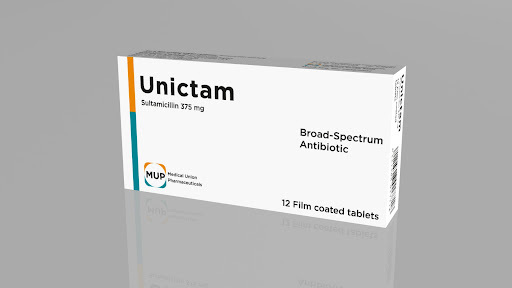 Unictam
Sultamicillin 375 mg
Broad-Spectrum
Antibiotic
MUP
Medical Union
Pharmaceuticals
12 Film coated tablets
Unictam